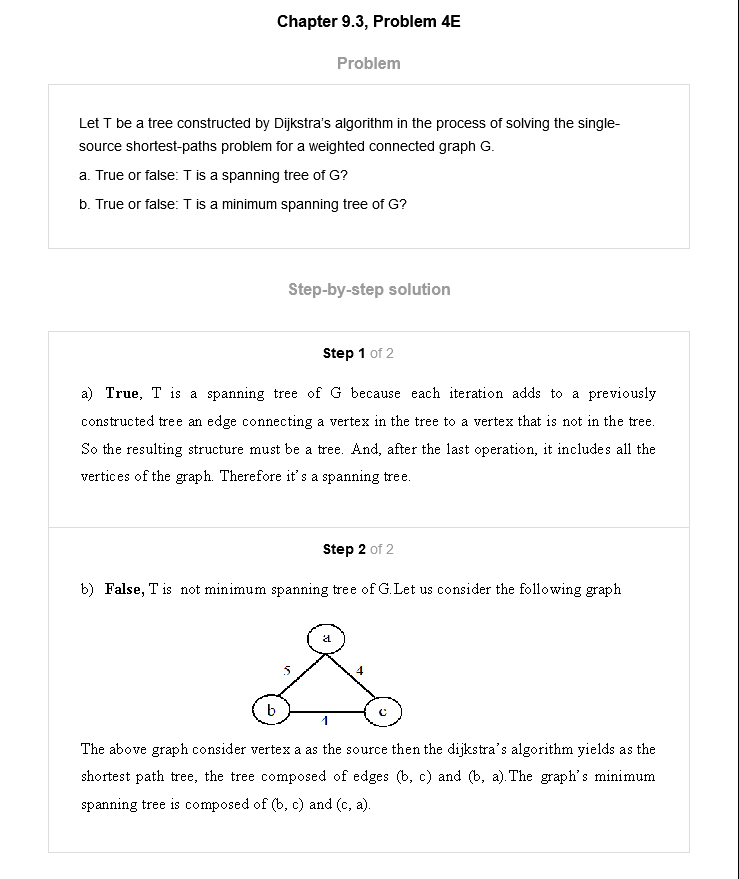 Chapter 9.3, Problem 4E
Problem
Let T be a tree constructed by Dijkstra's algorithm in the process of solving the single-
source shortest-paths problem for a weighted connected graph G.
a. True or false: T is a spanning tree of G?
b. True or false: T is a minimum spanning tree of G?
Step-by-step solution
Step 1 of 2
a) True, T is a spanning tree of G because each iteration adds to a previously
constructed tree an edge connecting a vertex in the tree to a vertex that is not in the tree.
So the resulting structure must be a tree. And, after the last operation, it includes all the
vertices of the graph. Therefore it's a spanning tree.
Step 2 of 2
b) False, T is not minimum spanning tree of G.Let us consider the following graph
a
5 4
b c
1
The above graph consider vertex a as the source then the dijkstra's algorithm yields as the
shortest path tree, the tree composed of edges (b, c) and (b, a).The graph's minimum
spanning tree is composed of (b, c) and (c, a).